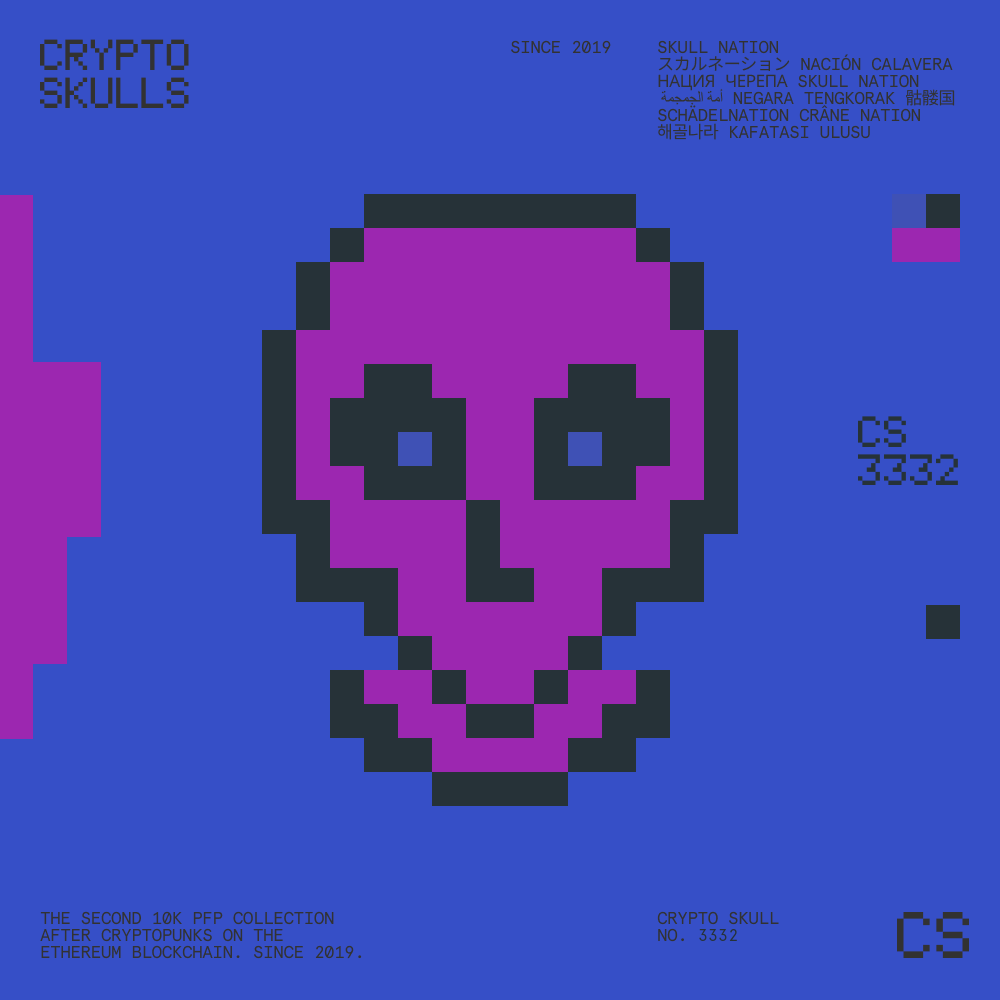 CRYPTO
SKULLS
SINCE 2019
SKULL NATION
スカルネーション NACIÓN CALAVERA
НАЦИЯ ЧЕРЕПА SKULL NATION
أمة الجمجمة NEGARA TENGKORAK 骷髅国
SCHÄDELNATION CRÂNE NATION
해골나라 KAFATASI ULUSU
CS
3332
THE SECOND 10K PFP COLLECTION
AFTER CRYPTOPUNKS ON THE
ETHEREUM BLOCKCHAIN. SINCE 2019.
CRYPTO SKULL
NO. 3332
CS